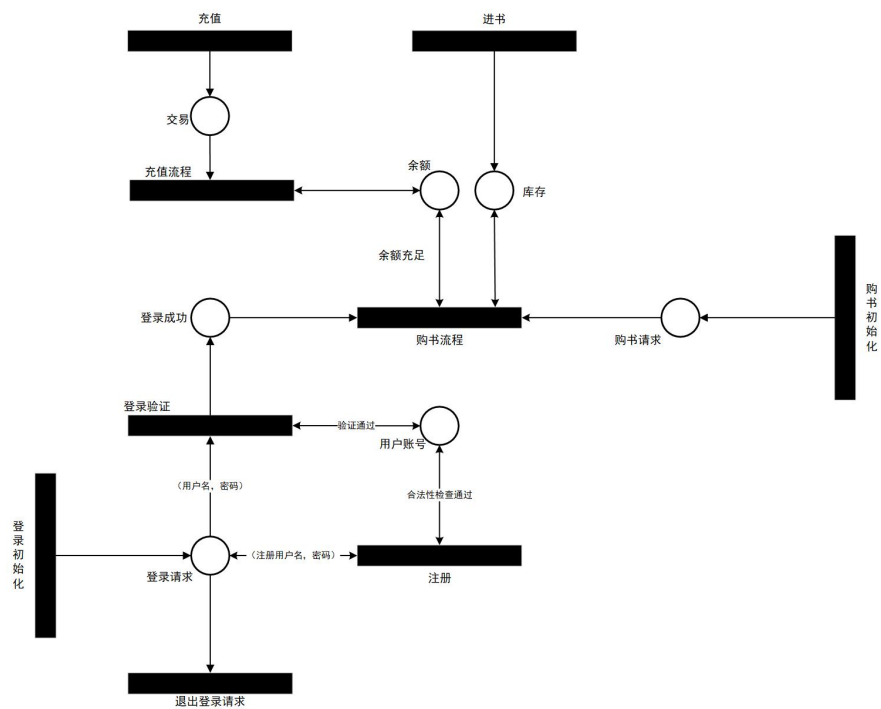 充值
进书
交易
充值流程
余额
库存
余额充足
登录成功
购书流程
购书请求
购书初始化
登录验证
验证通过
用户账号
（用户名，密码）
合法性检查通过
登录初始化
（注册用户名，密码）
登录请求
注册
退出登录请求